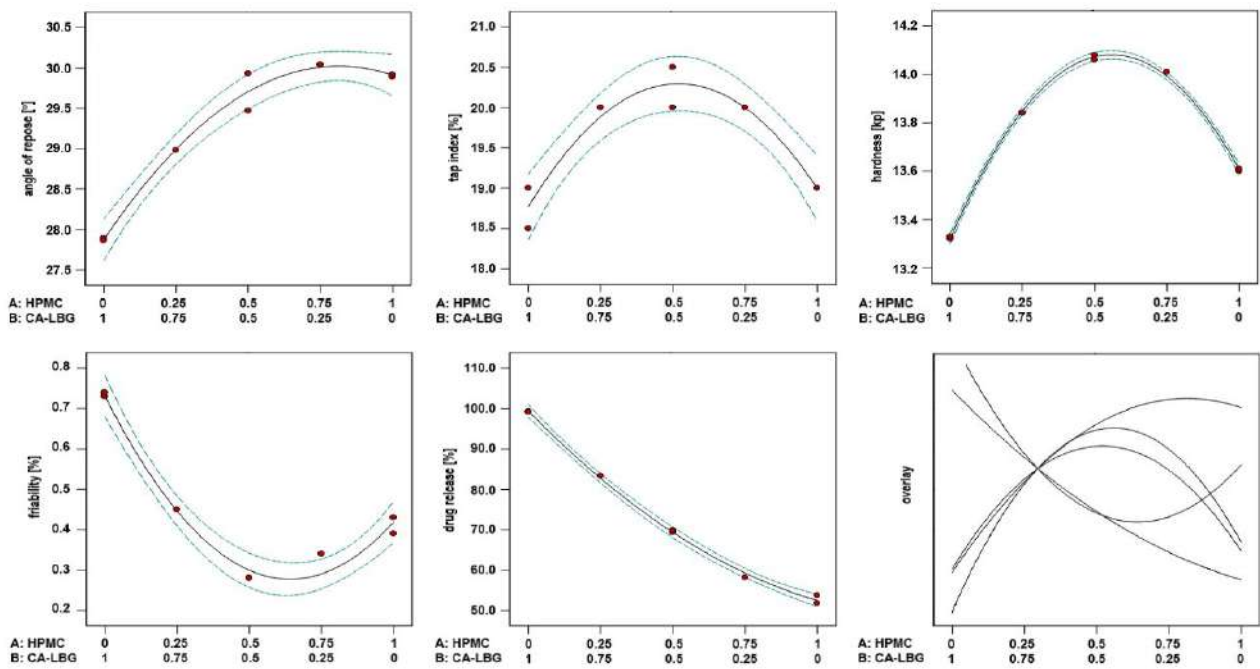 angle of repose [°]
30.5
30.0
29.5
29.0
28.5
28.0
27.5
A: HPMC 0 0.25 0.5 0.75 1
B: CA-LBG 1 0.75 0.5 0.25 0
tap index [%]
21.0
20.5
20.0
19.5
19.0
18.5
18.0
A: HPMC 0 0.25 0.5 0.75 1
B: CA-LBG 1 0.75 0.5 0.25 0
hardness [kp]
14.2
14.0
13.8
13.6
13.4
13.2
A: HPMC 0 0.25 0.5 0.75 1
B: CA-LBG 1 0.75 0.5 0.25 0
friability [%]
0.8
0.7
0.6
0.5
0.4
0.3
0.2
A: HPMC 0 0.25 0.5 0.75 1
B: CA-LBG 1 0.75 0.5 0.25 0
drug release [%]
110.0
100.0
90.0
80.0
70.0
60.0
50.0
A: HPMC 0 0.25 0.5 0.75 1
B: CA-LBG 1 0.75 0.5 0.25 0
overlay
A: HPMC 0 0.25 0.5 0.75 1
B: CA-LBG 1 0.75 0.5 0.25 0